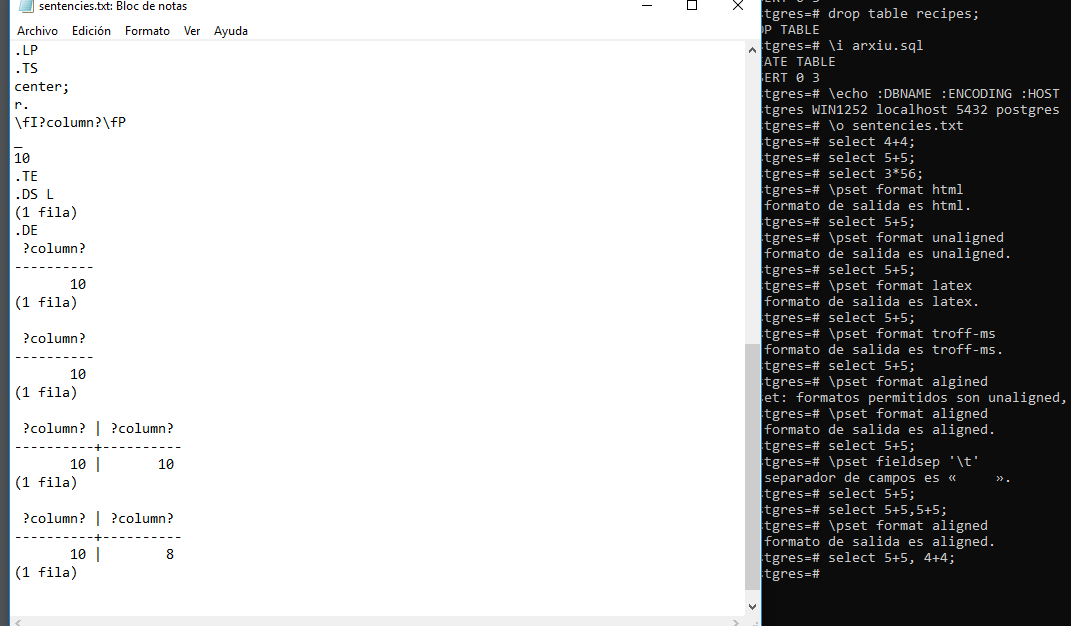 sentencies.txt: Bloc de notas
Archivo Edición Formato Ver Ayuda
.LP
.TS
center;
r.
\fI?column?\fP
_
10
.TE
.DS L
(1 fila)
.DE
?column?
----------
10
(1 fila)
?column?
----------
10
(1 fila)
?column? | ?column?
----------+----------
10 | 10
(1 fila)
?column? | ?column?
----------+----------
10 | 8
(1 fila)
ERT 0 3
tgres=# drop table recipes;
P TABLE
tgres=# \i arxiu.sql
ATE TABLE
ERT 0 3
tgres=# \echo :DBNAME :ENCODING :HOST
tgres WIN1252 localhost 5432 postgres
tgres=# \o sentencies.txt
tgres=# select 4+4;
tgres=# select 5+5;
tgres=# select 3*56;
tgres=# \pset format html
formato de salida es html.
tgres=# select 5+5;
tgres=# \pset format unaligned
formato de salida es unaligned.
tgres=# select 5+5;
tgres=# \pset format latex
formato de salida es latex.
tgres=# select 5+5;
tgres=# \pset format troff-ms
formato de salida es troff-ms.
tgres=# select 5+5;
tgres=# \pset format algined
et: formatos permitidos son unaligned,
tgres=# \pset format aligned
formato de salida es aligned.
tgres=# select 5+5;
tgres=# \pset fieldsep '\t'
separador de campos es «     ».
tgres=# select 5+5;
tgres=# select 5+5,5+5;
tgres=# \pset format aligned
formato de salida es aligned.
tgres=# select 5+5, 4+4;
tgres=#